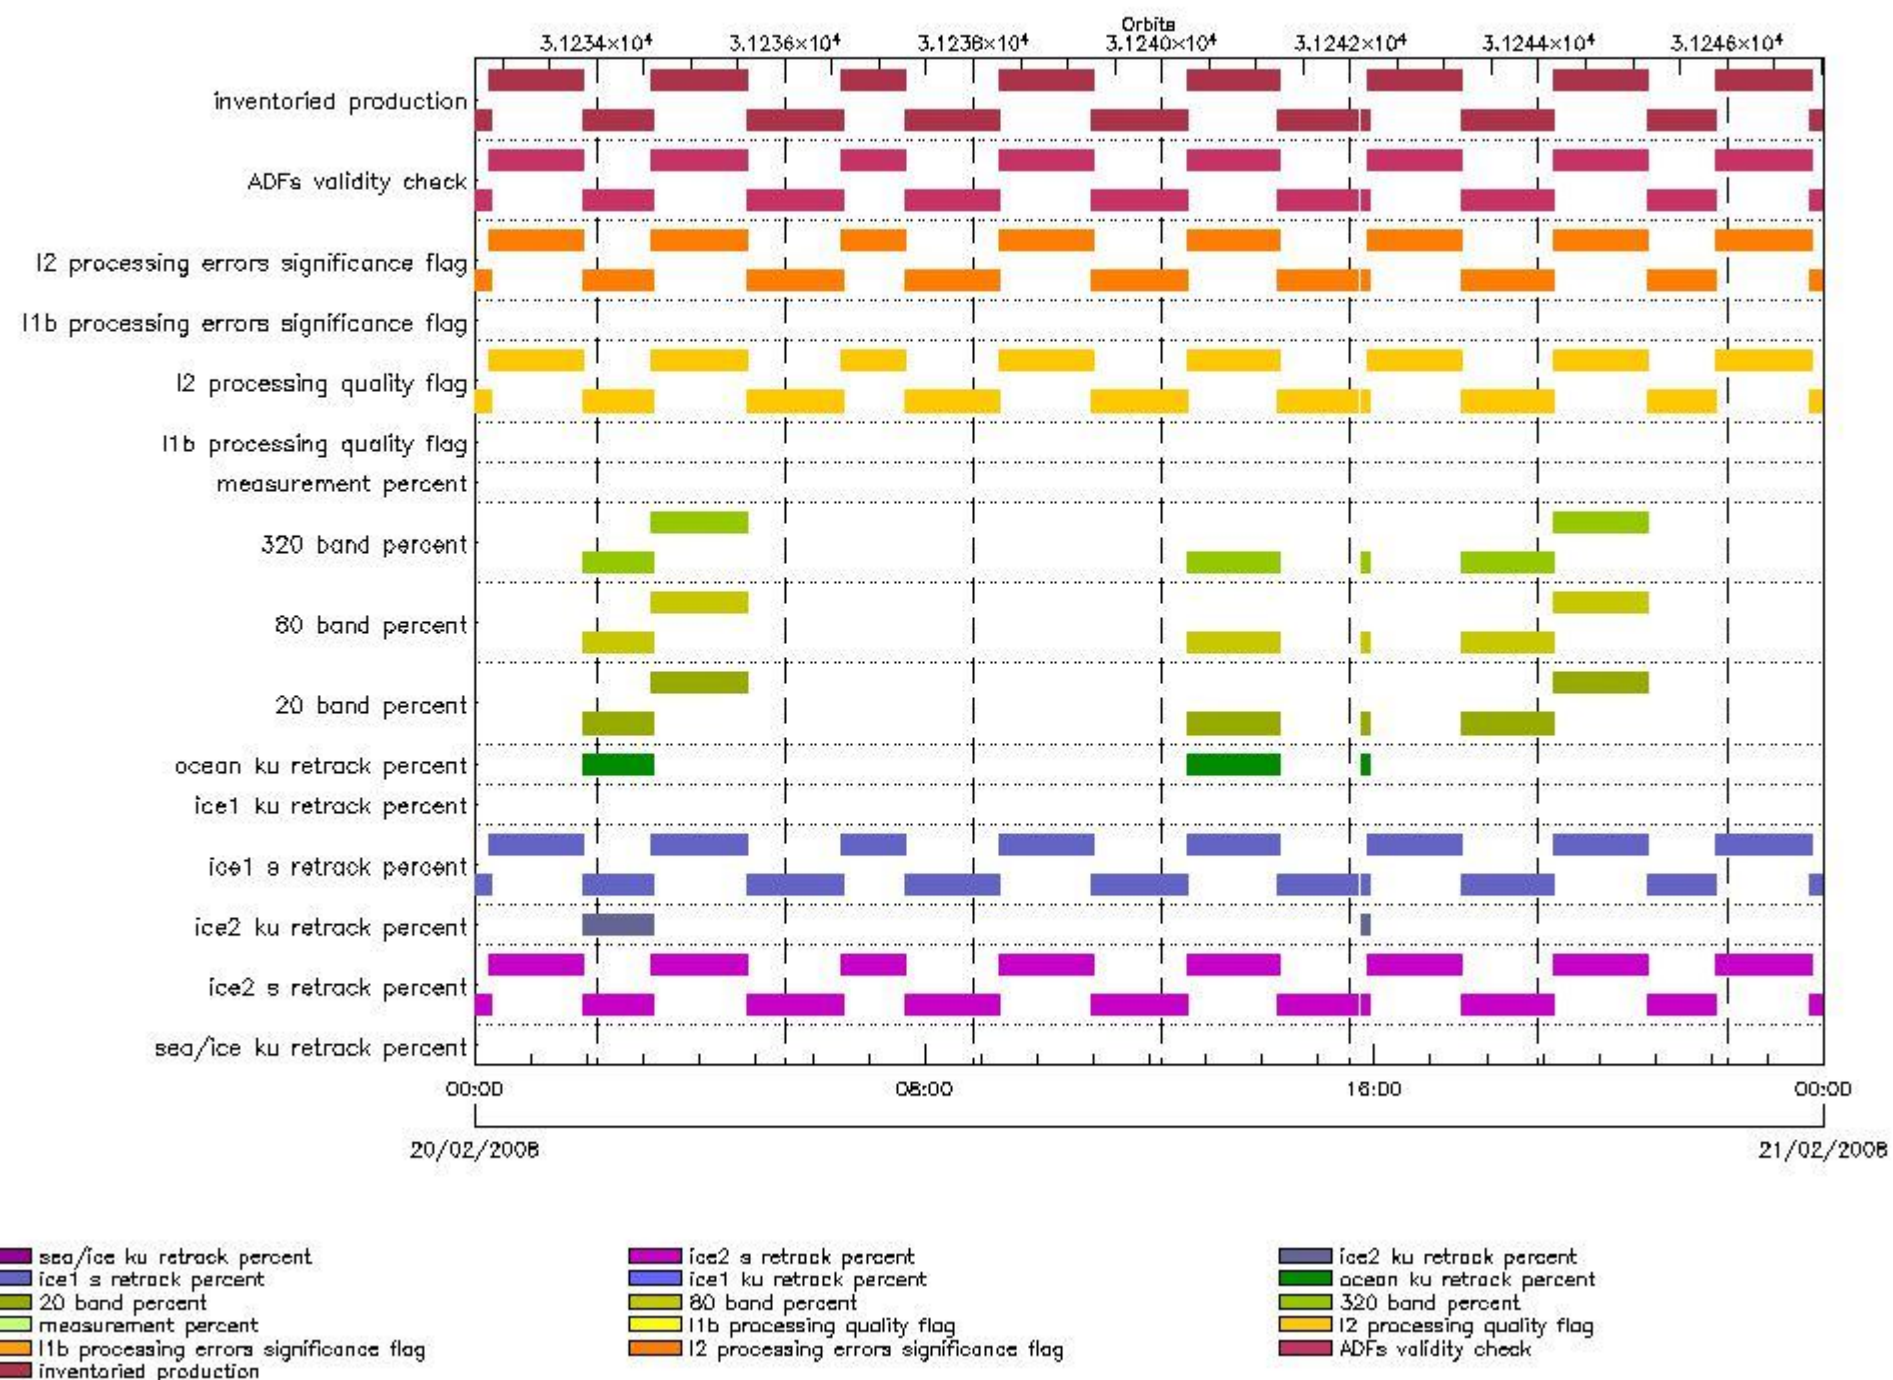 Orbits
3.1234×10⁴ 3.1236×10⁴ 3.1236×10⁴ 3.1240×10⁴ 3.1242×10⁴ 3.1244×10⁴ 3.1246×10⁴
inventoried production
ADFs validity check
l2 processing errors significance flag
l1b processing errors significance flag
l2 processing quality flag
l1b processing quality flag
measurement percent
320 band percent
80 band percent
20 band percent
ocean ku retrack percent
ice1 ku retrack percent
ice1 s retrack percent
ice2 ku retrack percent
ice2 s retrack percent
sea/ice ku retrack percent
00:00 08:00 16:00 00:00
20/02/2008 21/02/2008
sea/ice ku retrack percent ice2 s retrack percent ice2 ku retrack percent
ice1 s retrack percent ice1 ku retrack percent ocean ku retrack percent
20 band percent 80 band percent 320 band percent
measurement percent l1b processing quality flag l2 processing quality flag
l1b processing errors significance flag l2 processing errors significance flag ADFs validity check
inventoried production